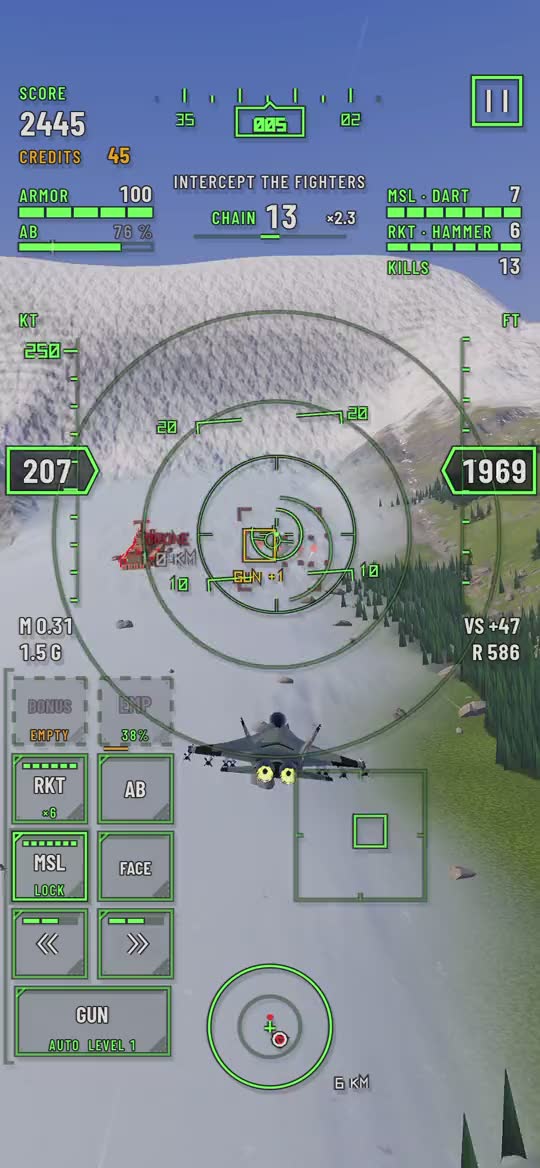 SCORE
2445
CREDITS 45
35 005 02
INTERCEPT THE FIGHTERS
CHAIN 13 ×2.3
ARMOR 100
AB 76 %
MSL · DART 7
RKT · HAMMER 6
KILLS 13
KT
FT
250
20 20
207
1969
DRONE
0 KM
GUN +1
10 10
M 0.31
1.5 G
VS +47
R 586
BONUS
EMPTY
EMP
38%
RKT
×6
AB
MSL
LOCK
FACE
GUN
AUTO LEVEL 1
6 KM